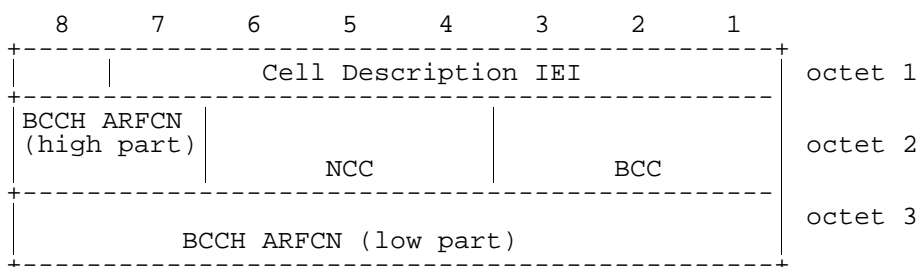 8 7 6 5 4 3 2 1
Cell Description IEI octet 1
BCCH ARFCN
(high part) octet 2
NCC BCC
octet 3
BCCH ARFCN (low part)